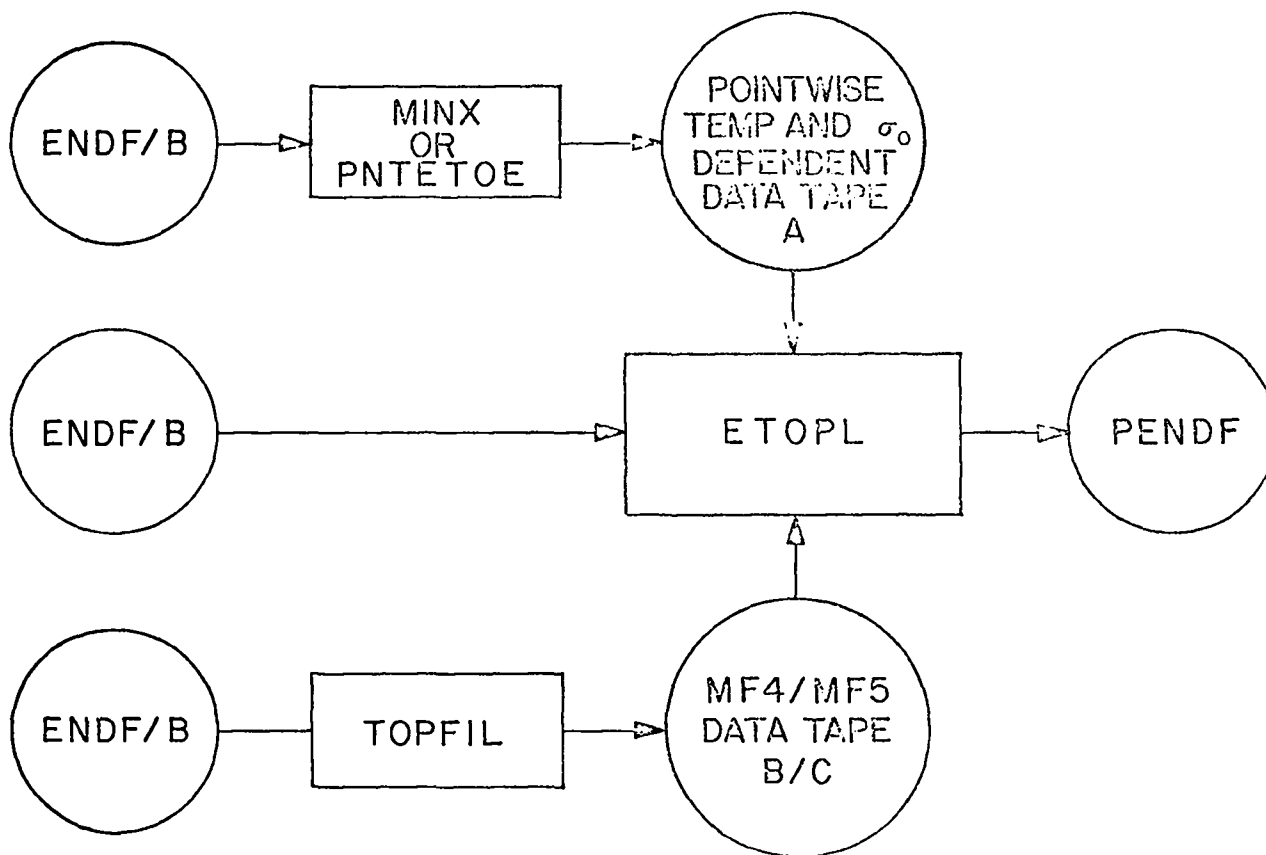 ENDF/B
MINX
OR
PNTETOE
POINTWISE
TEMP AND σ₀
DEPENDENT
DATA TAPE
A
ENDF/B
ETOPL
PENDF
ENDF/B
TOPFIL
MF4/MF5
DATA TAPE
B/C